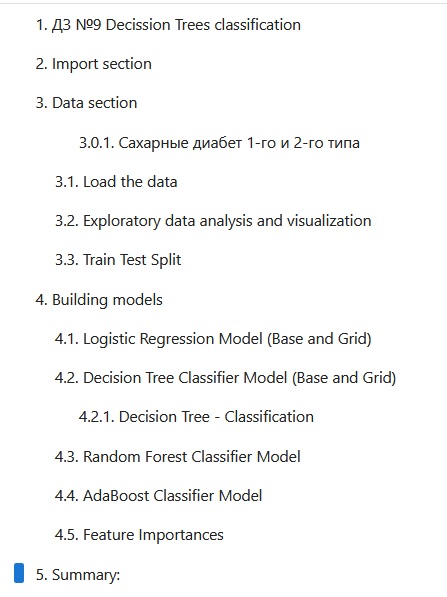 1. ДЗ №9 Decission Trees classification
2. Import section
3. Data section
3.0.1. Сахарные диабет 1-го и 2-го типа
3.1. Load the data
3.2. Exploratory data analysis and visualization
3.3. Train Test Split
4. Building models
4.1. Logistic Regression Model (Base and Grid)
4.2. Decision Tree Classifier Model (Base and Grid)
4.2.1. Decision Tree - Classification
4.3. Random Forest Classifier Model
4.4. AdaBoost Classifier Model
4.5. Feature Importances
5. Summary: